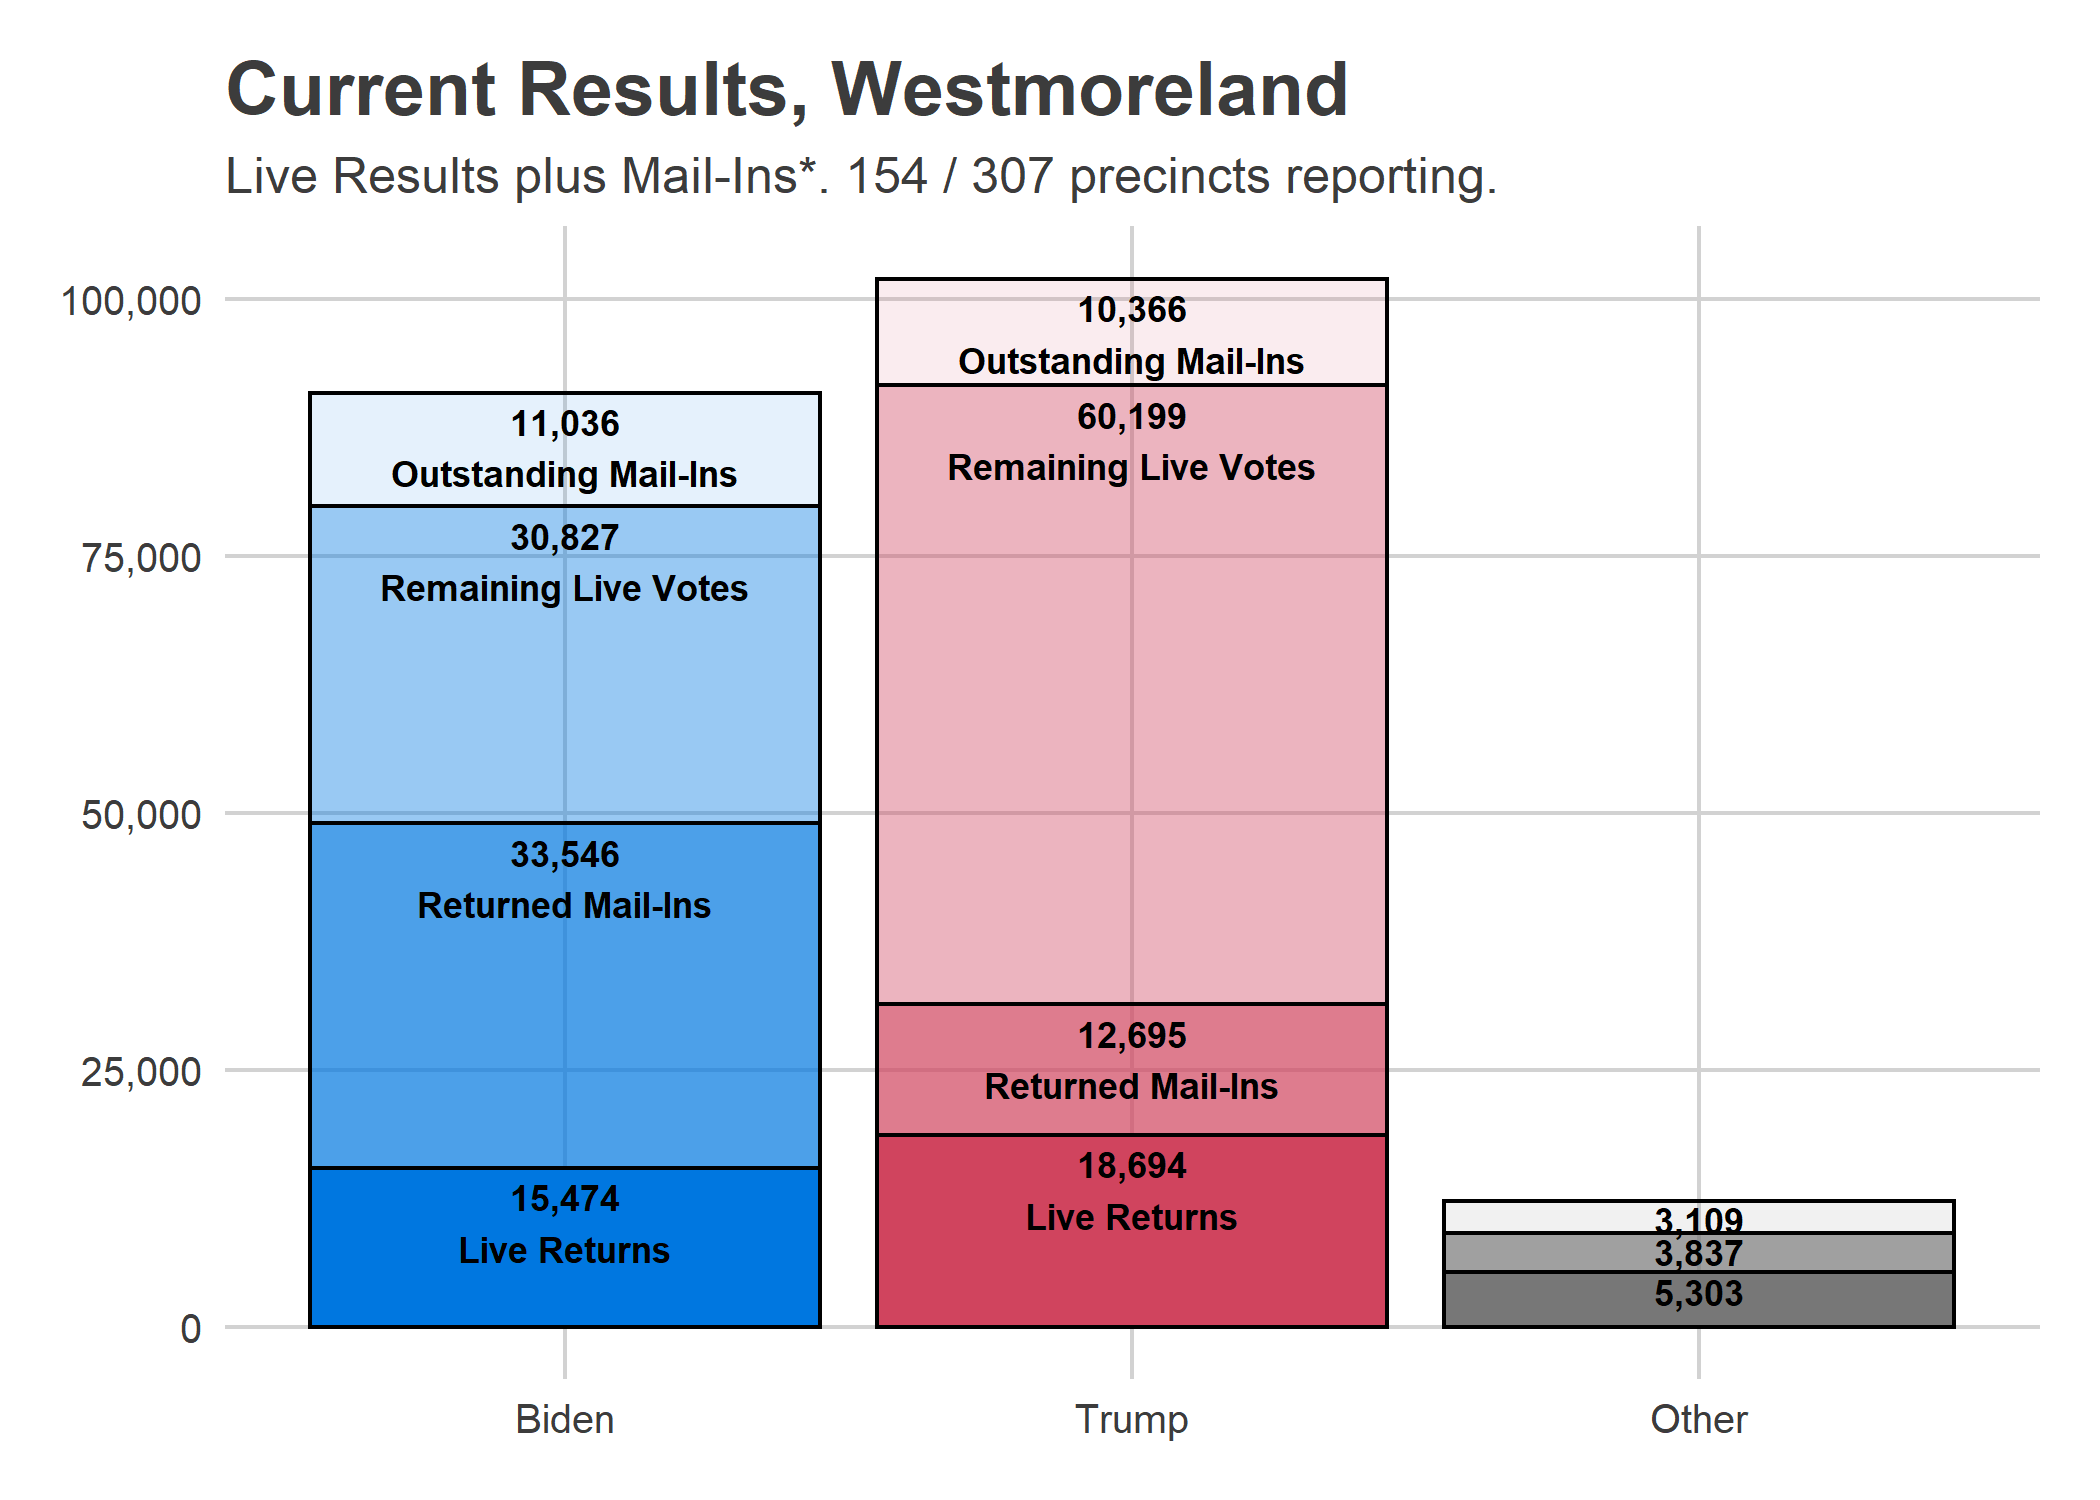 Current Results, Westmoreland
Live Results plus Mail-Ins*. 154 / 307 precincts reporting.
100,000
75,000
50,000
25,000
0
11,036
Outstanding Mail-Ins
30,827
Remaining Live Votes
33,546
Returned Mail-Ins
15,474
Live Returns
10,366
Outstanding Mail-Ins
60,199
Remaining Live Votes
12,695
Returned Mail-Ins
18,694
Live Returns
3,109
3,837
5,303
Biden
Trump
Other